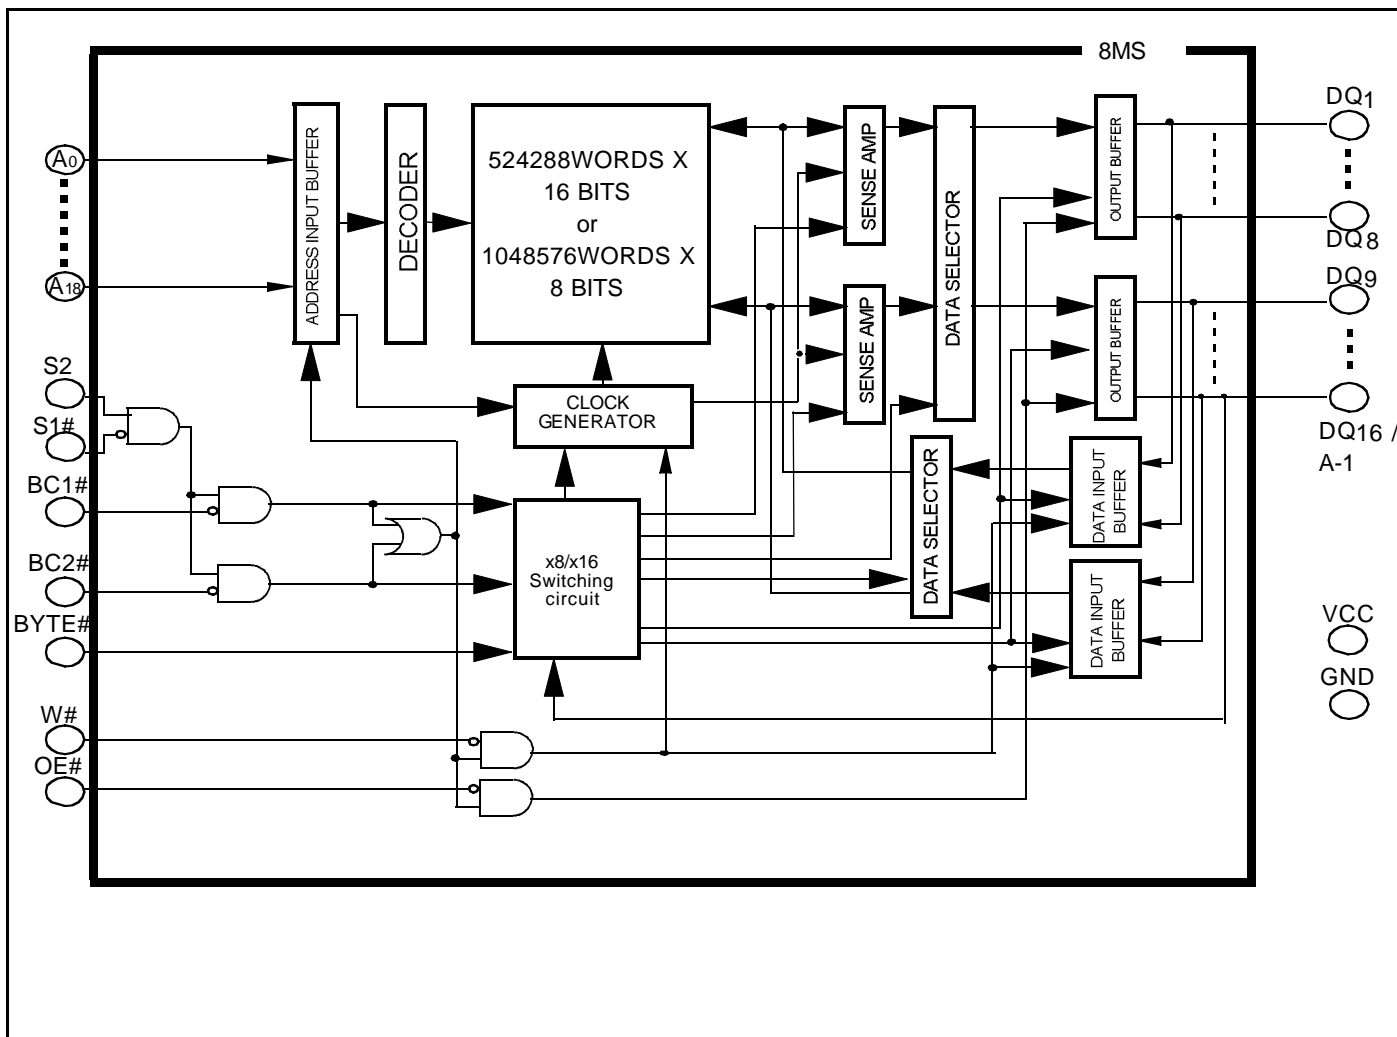 8MS
A0
A18
S2
S1#
BC1#
BC2#
BYTE#
W#
OE#
ADDRESS INPUT BUFFER
DECODER
524288WORDS X
16 BITS
or
1048576WORDS X
8 BITS
CLOCK
GENERATOR
x8/x16
Switching
circuit
SENSE AMP
SENSE AMP
DATA SELECTOR
DATA SELECTOR
OUTPUT BUFFER
OUTPUT BUFFER
DATA INPUT
BUFFER
DATA INPUT
BUFFER
DQ1
DQ8
DQ9
DQ16 /
A-1
VCC
GND